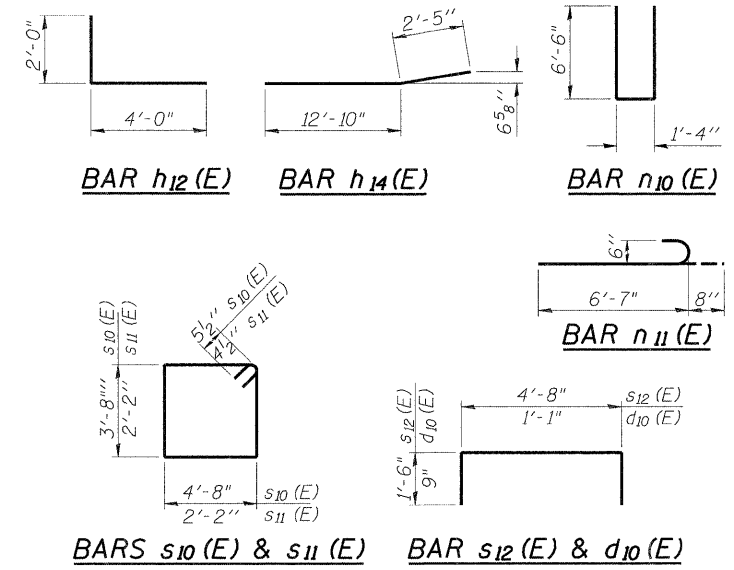 2'-0"
4'-0"
BAR h12(E)
2'-5"
12'-10"
6 5/8"
BAR h14(E)
6'-6"
1'-4"
BAR n10(E)
6"
6'-7"
8"
BAR n11(E)
s10(E)
s11(E)
5 1/2" s10(E)
4 1/2" s11(E)
3'-8""
2'-2"
4'-8" s10(E)
2'-2" s11(E)
BARS s10(E) & s11(E)
4'-8" s12(E)
1'-1" d10(E)
1'-6" s12(E)
9" d10(E)
BAR s12(E) & d10(E)